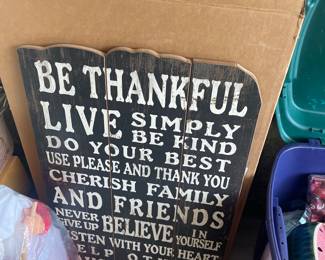 BE THANKFUL
LIVE SIMPLY
BE KIND
DO YOUR BEST
USE PLEASE AND THANK YOU
CHERISH FAMILY
AND FRIENDS
NEVER GIVE UP BELIEVE IN YOURSELF
LISTEN WITH YOUR HEART